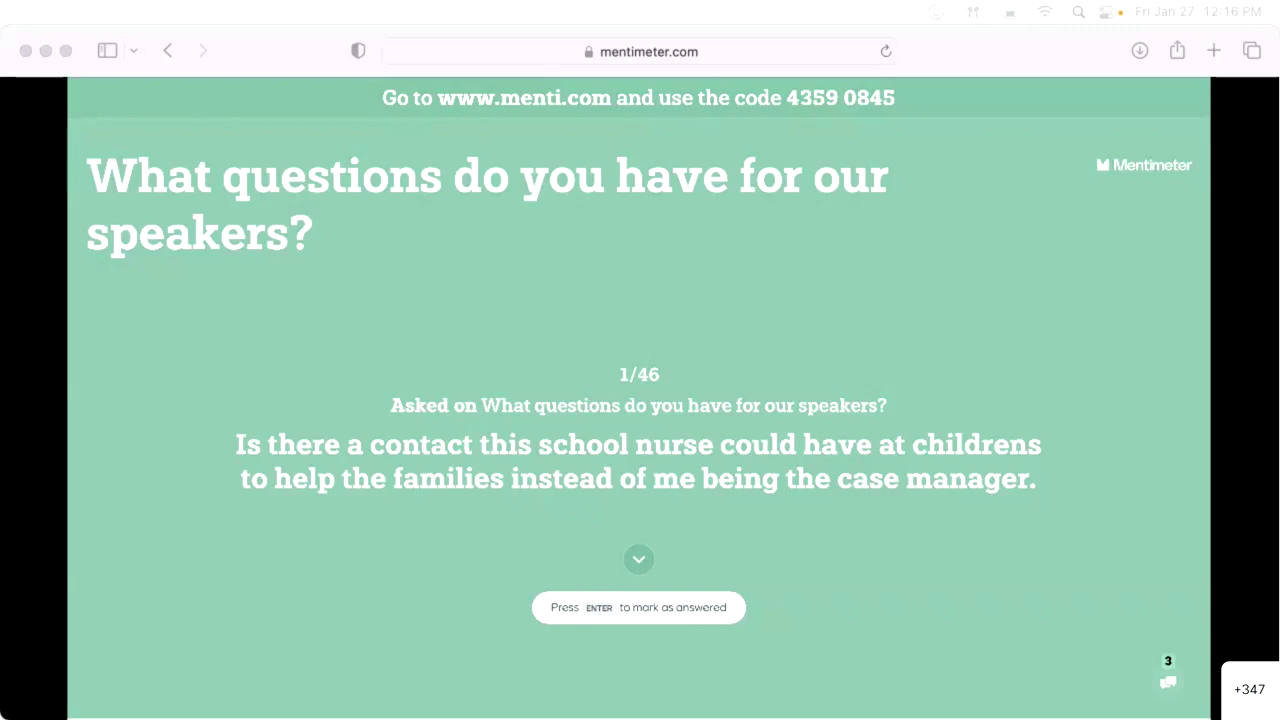 Fri Jan 27 12:16 PM
mentimeter.com
Go to www.menti.com and use the code 4359 0845
What questions do you have for our
speakers?
Mentimeter
1/46
Asked on What questions do you have for our speakers?
Is there a contact this school nurse could have at childrens
to help the families instead of me being the case manager.
Press ENTER to mark as answered
3
+347